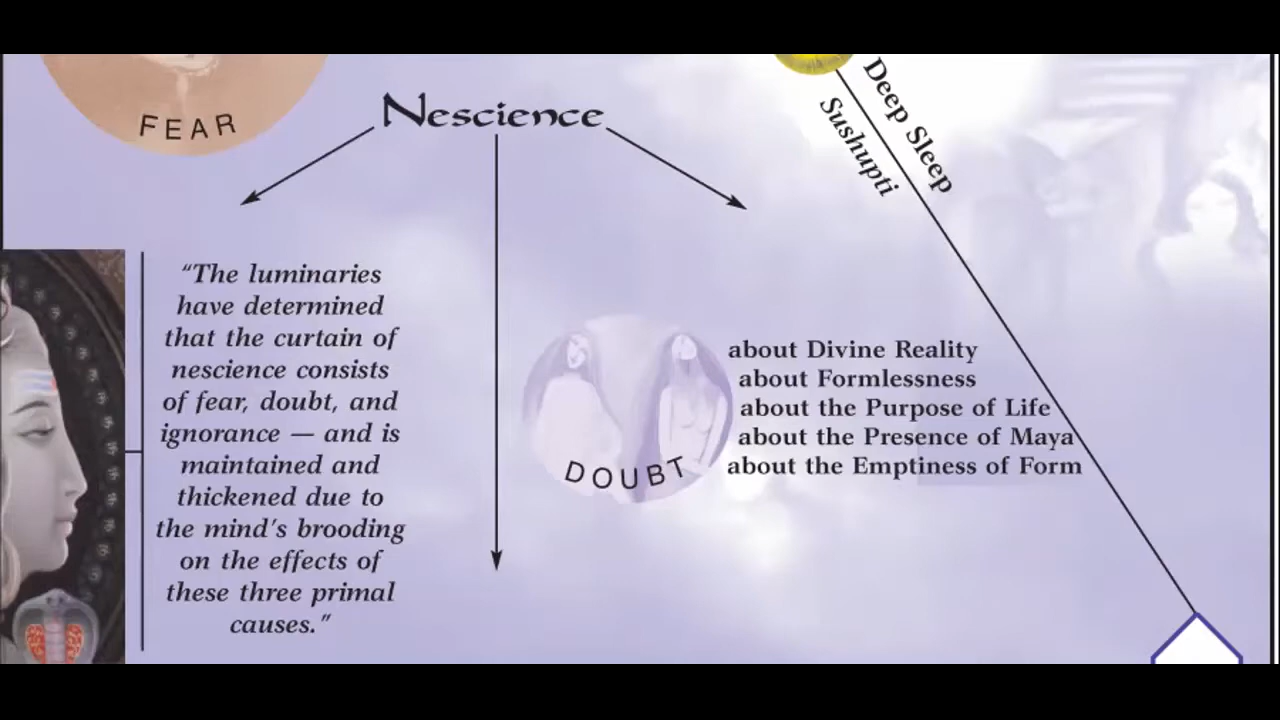 FEAR
Nescience
Deep Sleep
Sushupti
“The luminaries
have determined
that the curtain of
nescience consists
of fear, doubt, and
ignorance — and is
maintained and
thickened due to
the mind’s brooding
on the effects of
these three primal
causes.”
DOUBT
about Divine Reality
about Formlessness
about the Purpose of Life
about the Presence of Maya
about the Emptiness of Form